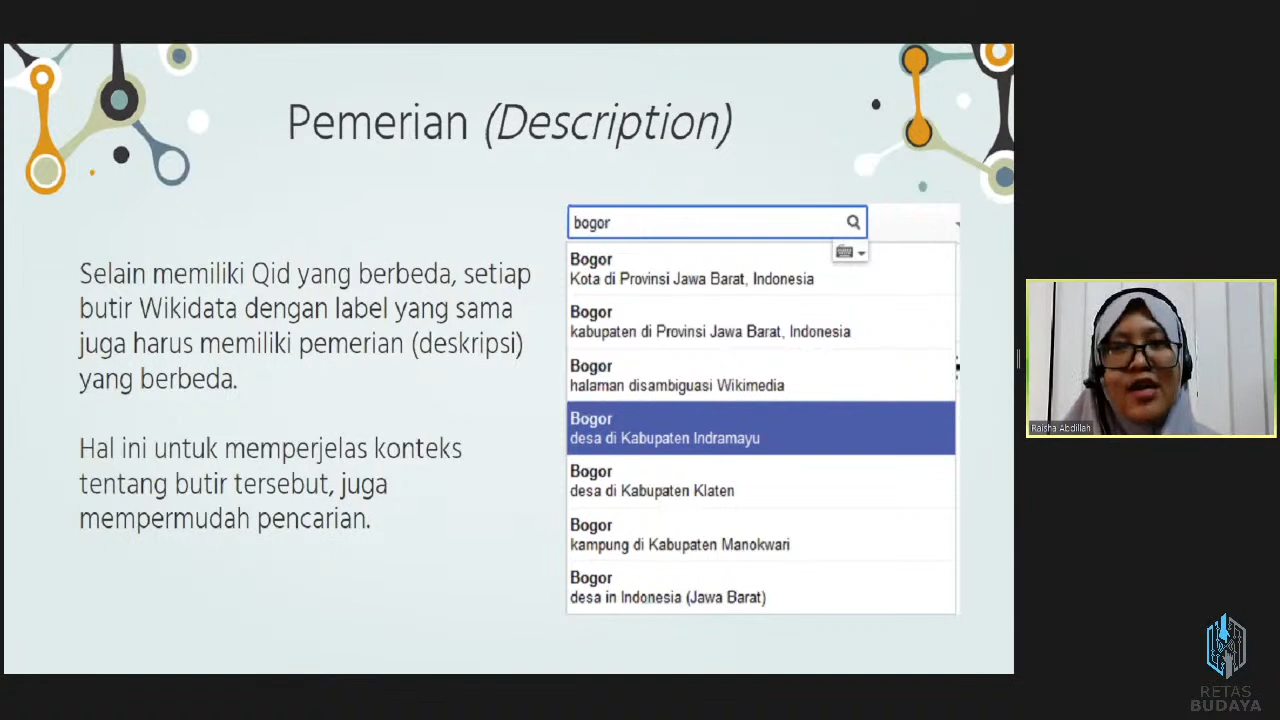 Pemerian (Description)
Selain memiliki Qid yang berbeda, setiap
butir Wikidata dengan label yang sama
juga harus memiliki pemerian (deskripsi)
yang berbeda.
Hal ini untuk memperjelas konteks
tentang butir tersebut, juga
mempermudah pencarian.
bogor
Bogor
Kota di Provinsi Jawa Barat, Indonesia
Bogor
kabupaten di Provinsi Jawa Barat, Indonesia
Bogor
halaman disambiguasi Wikimedia
Bogor
desa di Kabupaten Indramayu
Bogor
desa di Kabupaten Klaten
Bogor
kampung di Kabupaten Manokwari
Bogor
desa in Indonesia (Jawa Barat)
Raisha Abdillah
RETAS
BUDAYA